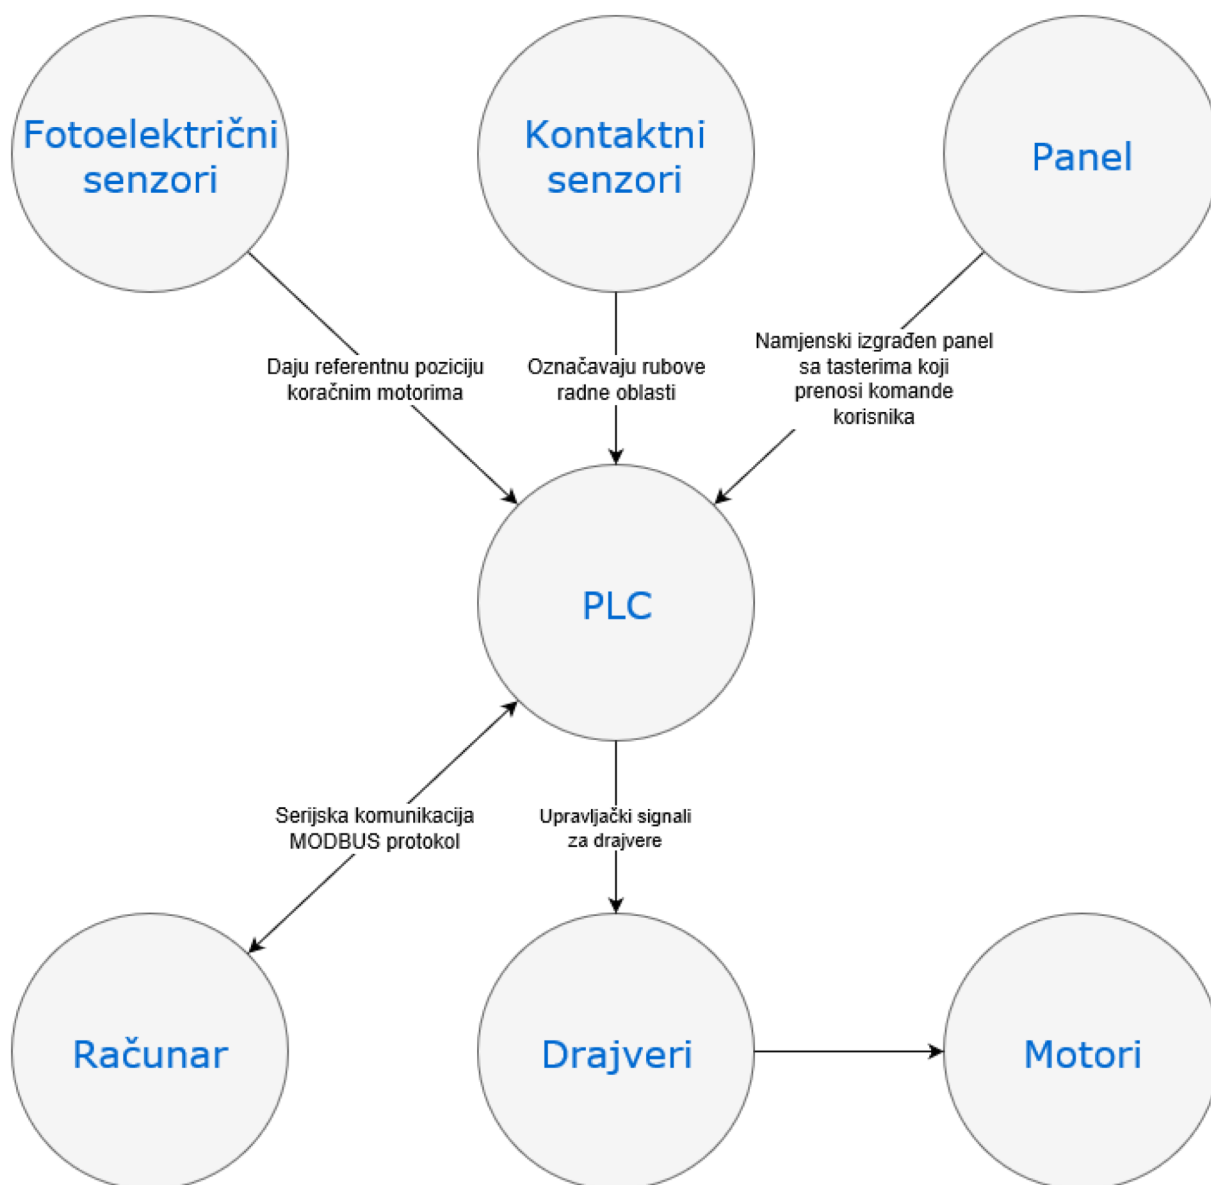 Fotoelektrični
senzori
Kontaktni
senzori
Panel
Daju referentnu poziciju
koračnim motorima
Označavaju rubove
radne oblasti
Namjenski izgrađen panel
sa tasterima koji
prenosi komande
korisnika
PLC
Serijska komunikacija
MODBUS protokol
Upravljački signali
za drajvere
Računar
Drajveri
Motori